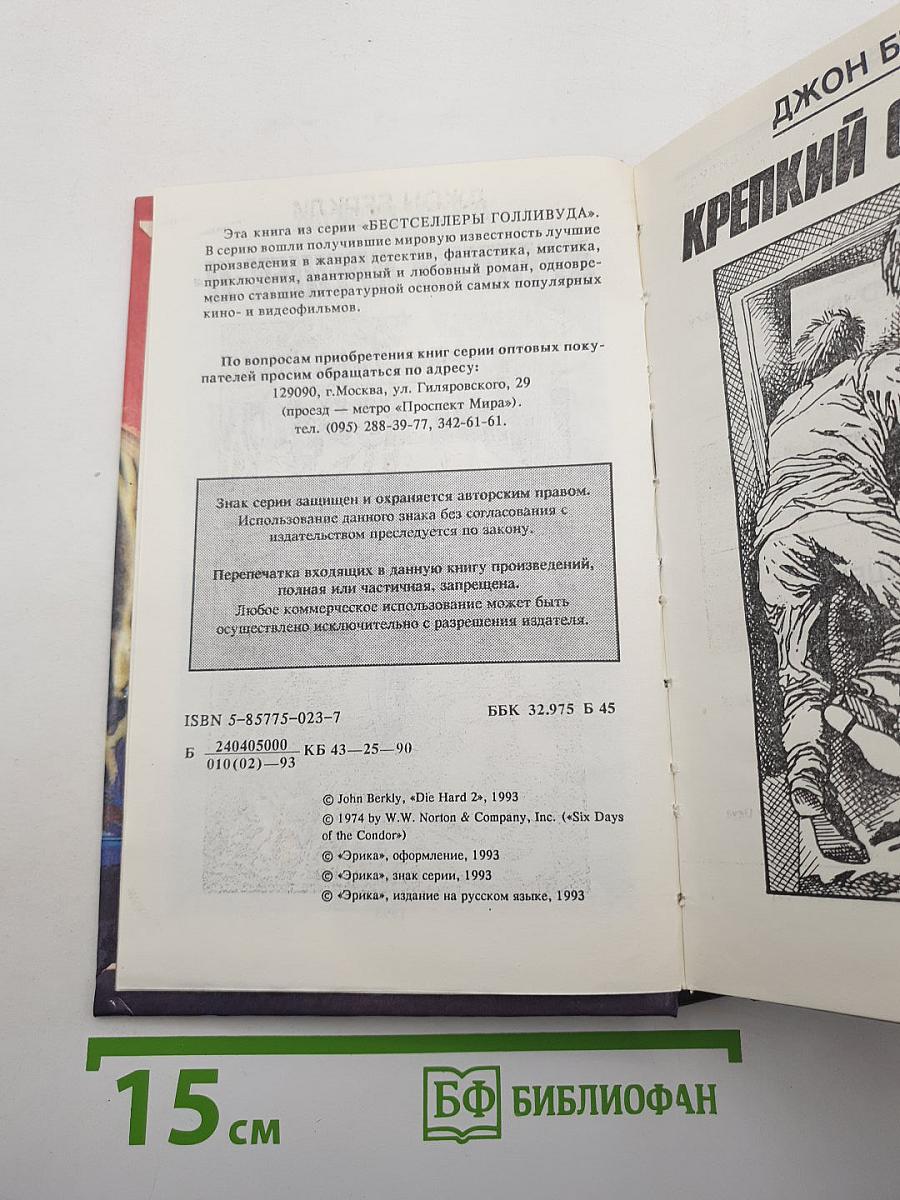 Эта книга из серии «БЕСТСЕЛЛЕРЫ ГОЛЛИВУДА».
В серию вошли получившие мировую известность лучшие
произведения в жанрах детектив, фантастика, мистика,
приключения, авантюрный и любовный роман, одновре-
менно ставшие литературной основой самых популярных
кино- и видеофильмов.
По вопросам приобретения книг серии оптовых поку-
пателей просим обращаться по адресу:
129090, г.Москва, ул. Гиляровского, 29
(проезд — метро «Проспект Мира»).
тел. (095) 288-39-77, 342-61-61.
Знак серии защищен и охраняется авторским правом.
Использование данного знака без согласования с
издательством преследуется по закону.
Перепечатка входящих в данную книгу произведений,
полная или частичная, запрещена.
Любое коммерческое использование может быть
осуществлено исключительно с разрешения издателя.
ISBN 5-85775-023-7
ББК 32.975 Б 45
Б 240405000 КБ 43—25—90
010(02)—93
© John Berkly, «Die Hard 2», 1993
© 1974 by W.W. Norton & Company, Inc. («Six Days
of the Condor»)
© «Эрика», оформление, 1993
© «Эрика», знак серии, 1993
© «Эрика», издание на русском языке, 1993
ДЖОН Б
КРЕПКИЙ
15 см
БФ БИБЛИОФАН